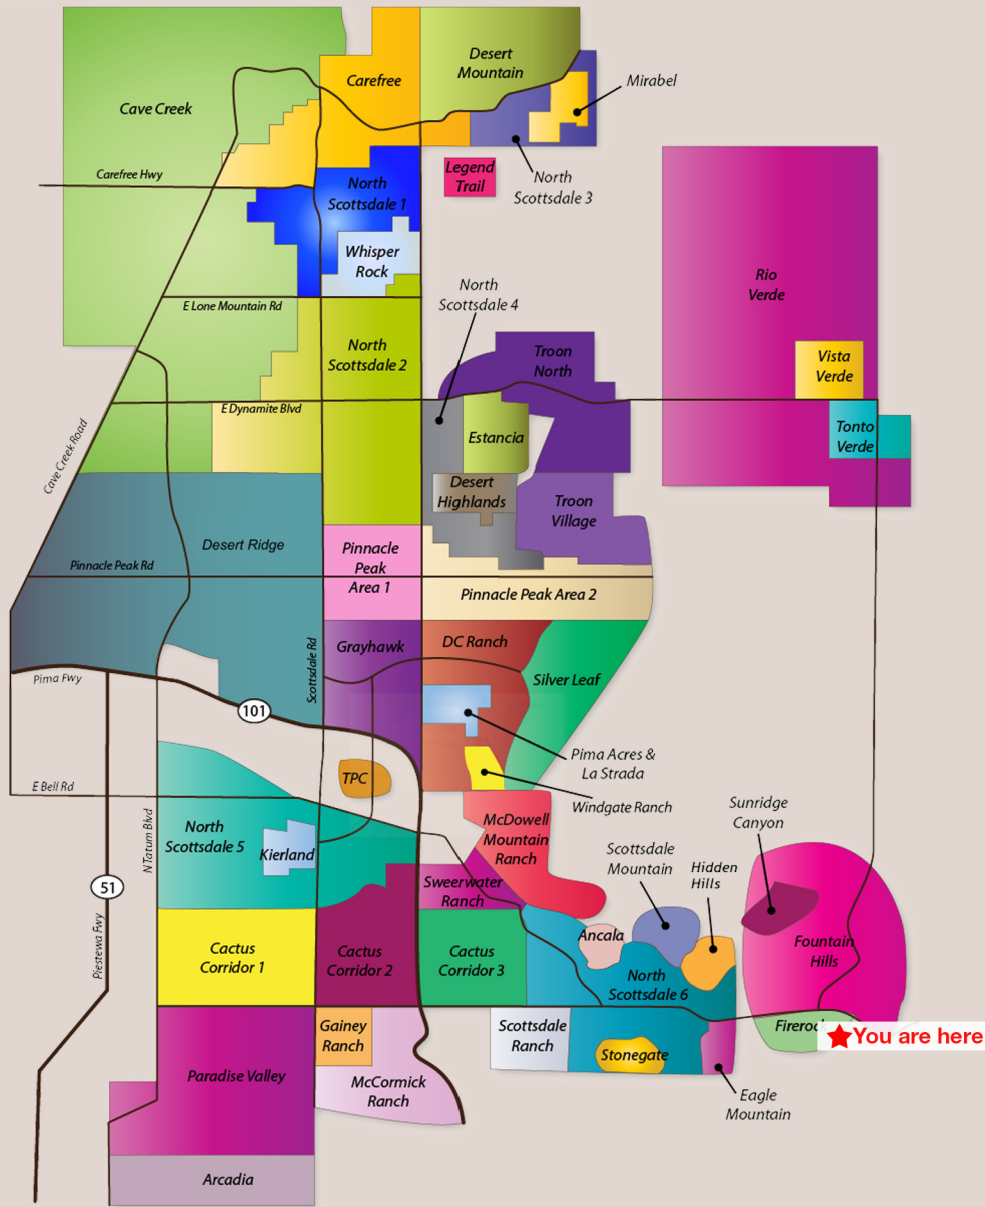 Desert
Mountain
Mirabel
Carefree
Cave Creek
Carefree Hwy
Legend
Trail
North
Scottsdale 3
North
Scottsdale 1
Whisper
Rock
Rio
Verde
E Lone Mountain Rd
North
Scottsdale 4
North
Scottsdale 2
Troon
North
Vista
Verde
E Dynamite Blvd
Estancia
Tonto
Verde
Cave Creek Road
Desert
Highlands
Troon
Village
Desert Ridge
Pinnacle
Peak
Area 1
Pinnacle Peak Rd
Pinnacle Peak Area 2
Scottsdale Rd
Grayhawk
DC Ranch
Silver Leaf
Pima Fwy
101
Pima Acres &
La Strada
TPC
Windgate Ranch
E Bell Rd
N Tatum Blvd
North
Scottsdale 5
Kierland
McDowell
Mountain
Ranch
Sunridge
Canyon
Scottsdale
Mountain
Hidden
Hills
51
Piestewa Fwy
Sweerwater
Ranch
Cactus
Corridor 1
Cactus
Corridor 2
Cactus
Corridor 3
Ancala
North
Scottsdale 6
Fountain
Hills
Gainey
Ranch
Scottsdale
Ranch
Stonegate
Fireroc
You are here
Paradise Valley
McCormick
Ranch
Eagle
Mountain
Arcadia